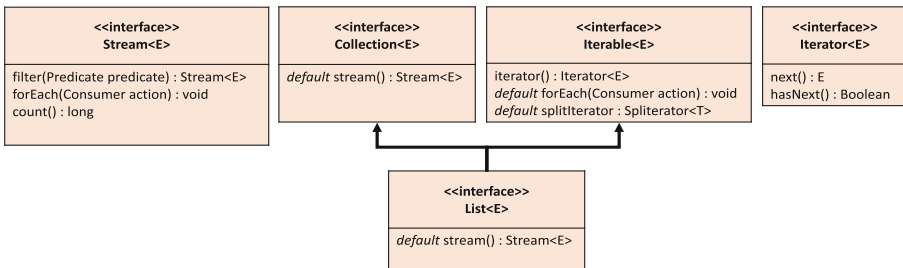 <<interface>>
Stream<E>
filter(Predicate predicate) : Stream<E>
forEach(Consumer action) : void
count() : long
<<interface>>
Collection<E>
default stream() : Stream<E>
<<interface>>
Iterable<E>
iterator() : Iterator<E>
default forEach(Consumer action) : void
default splitIterator : Spliterator<T>
<<interface>>
Iterator<E>
next() : E
hasNext() : Boolean
<<interface>>
List<E>
default stream() : Stream<E>